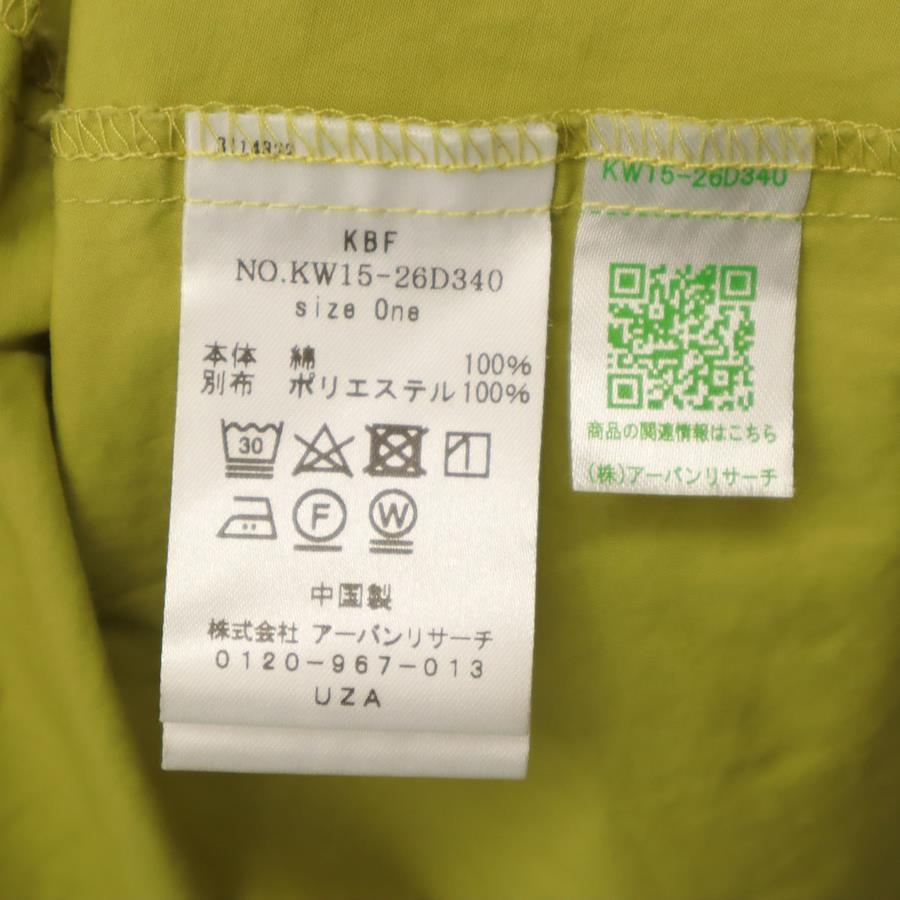 KBF
NO.KW15-26D340
size One
本体 綿 100%
別布 ポリエステル100%
30
F
W
中国製
株式会社 アーバンリサーチ
0120-967-013
UZA
KW15-26D340
商品の関連情報はこちら
(株)アーバンリサーチ